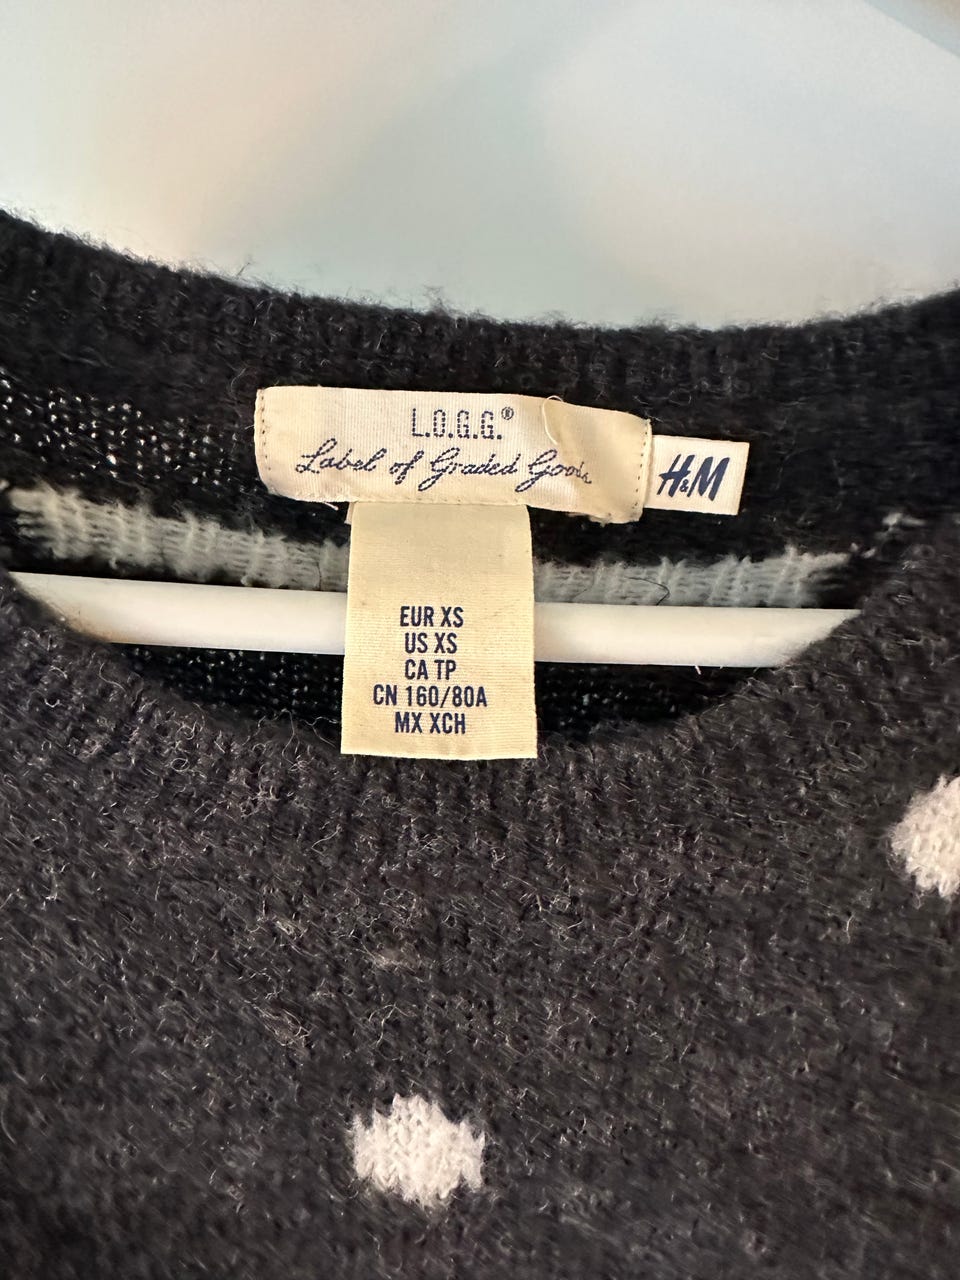 L.O.G.G.®
Label of Graded Goods
H&M
EUR XS
US XS
CA TP
CN 160/80A
MX XCH